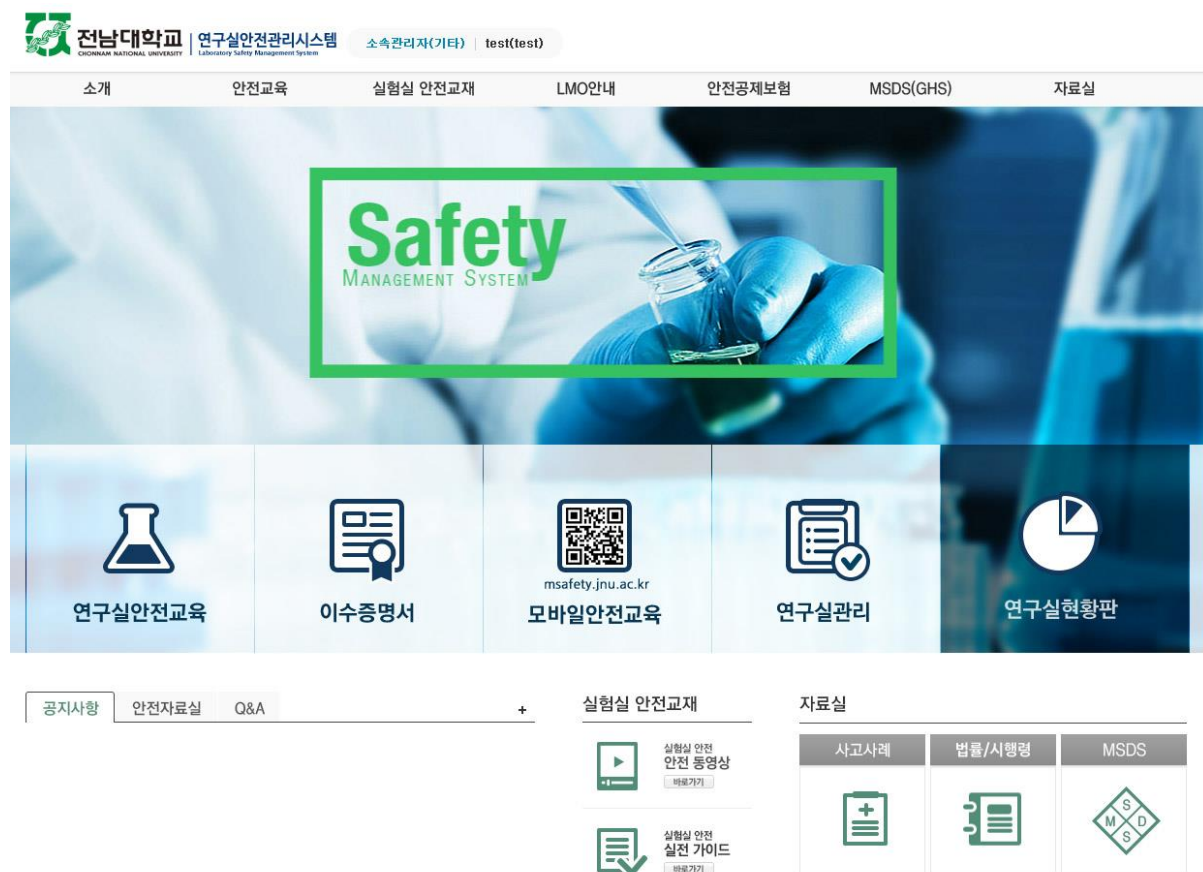 전남대학교
CHONNAM NATIONAL UNIVERSITY
연구실안전관리시스템
Laboratory Safety Management System
소속관리자(기타) test(test)
소개 안전교육 실험실 안전교재 LMO안내 안전공제보험 MSDS(GHS) 자료실
Safety
MANAGEMENT SYSTEM
연구실안전교육
이수증명서
msafety.jnu.ac.kr
모바일안전교육
연구실관리
연구실현황판
공지사항 안전자료실 Q&A +
실험실 안전교재
실험실 안전
안전 동영상
바로가기
실험실 안전
실전 가이드
바로가기
자료실
사고사례 법률/시행령 MSDS
S
M D
S